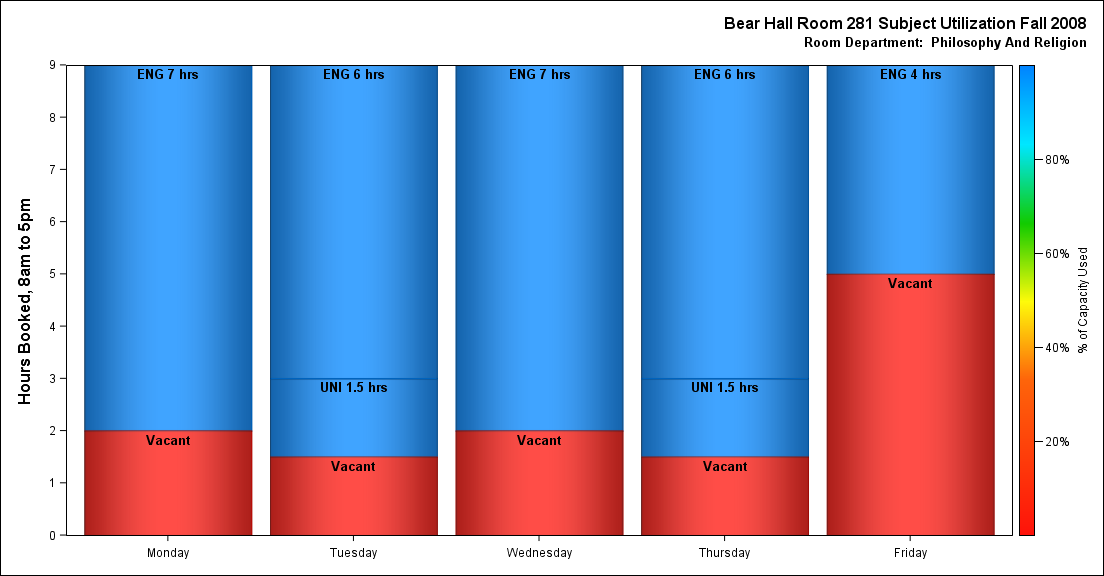 Bear Hall Room 281 Subject Utilization Fall 2008
Room Department:  Philosophy And Religion
Hours Booked, 8am to 5pm
9
8
7
6
5
4
3
2
1
0
ENG 7 hrs
Vacant
ENG 6 hrs
UNI 1.5 hrs
Vacant
ENG 7 hrs
Vacant
ENG 6 hrs
UNI 1.5 hrs
Vacant
ENG 4 hrs
Vacant
Monday
Tuesday
Wednesday
Thursday
Friday
80%
60%
40%
20%
% of Capacity Used